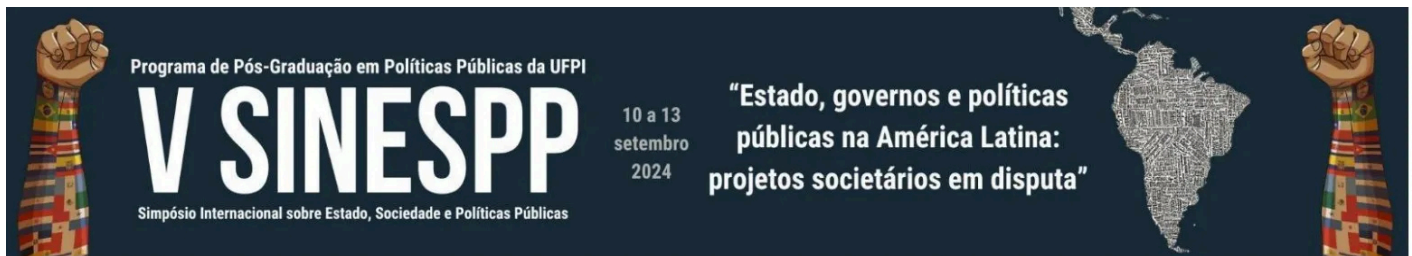 Programa de Pós-Graduação em Políticas Públicas da UFPI
V SINESPP
Simpósio Internacional sobre Estado, Sociedade e Políticas Públicas
10 a 13
setembro
2024
“Estado, governos e políticas
públicas na América Latina:
projetos societários em disputa”